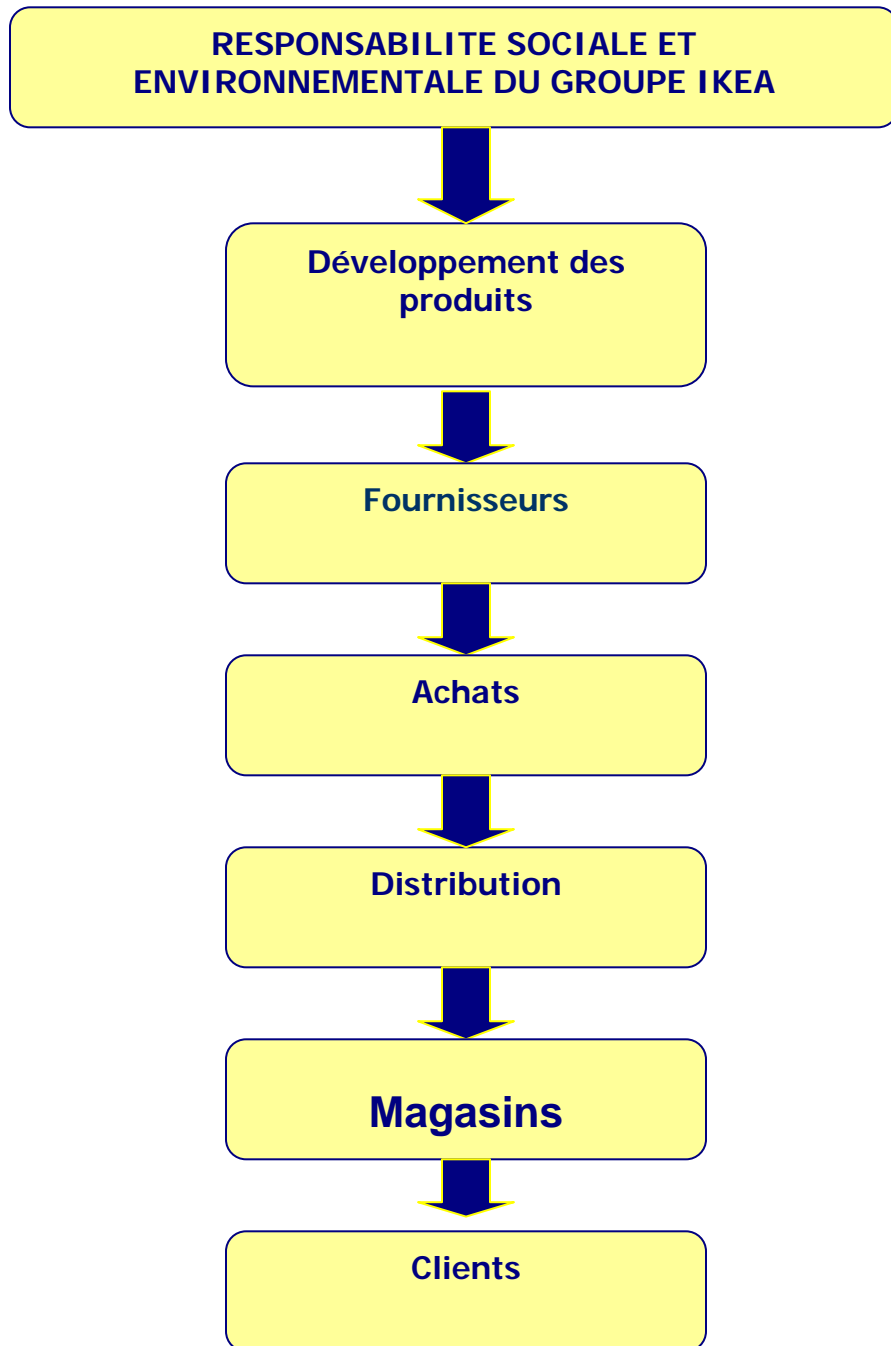 RESPONSABILITE SOCIALE ET
ENVIRONNEMENTALE DU GROUPE IKEA
Développement des
produits
Fournisseurs
Achats
Distribution
Magasins
Clients